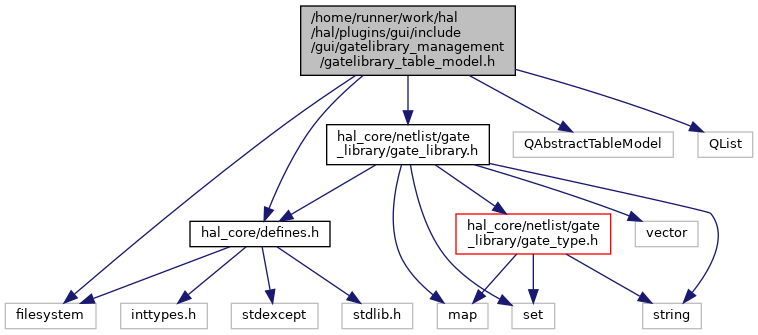 /home/runner/work/hal
/hal/plugins/gui/include
/gui/gatelibrary_management
/gatelibrary_table_model.h
hal_core/netlist/gate
_library/gate_library.h
QAbstractTableModel
QList
hal_core/defines.h
hal_core/netlist/gate
_library/gate_type.h
vector
filesystem
inttypes.h
stdexcept
stdlib.h
map
set
string